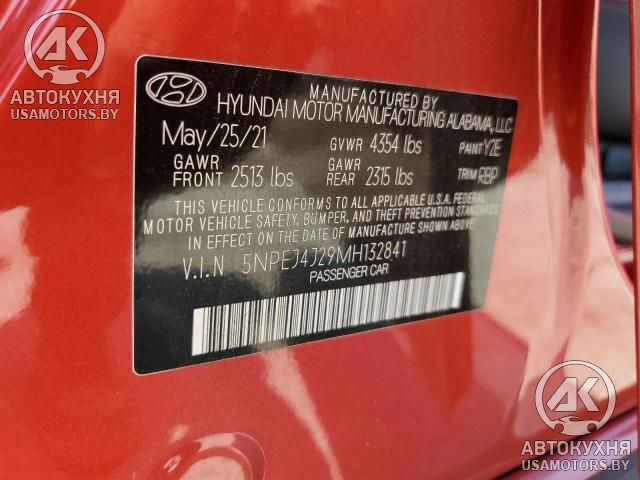 АК
АВТОКУХНЯ
USAMOTORS.BY
MANUFACTURED BY
HYUNDAI MOTOR MANUFACTURING ALABAMA, LLC
May/25/21 GVWR 4354 lbs PAINT Y2E
GAWR FRONT 2513 lbs GAWR REAR 2315 lbs TRIM RBP
THIS VEHICLE CONFORMS TO ALL APPLICABLE U.S.A. FEDERAL
MOTOR VEHICLE SAFETY, BUMPER, AND THEFT PREVENTION STANDARDS
IN EFFECT ON THE DATE OF MANUFACTURE SHOWN ABOVE.
V.I.N 5NPEJ4J29MH132841
PASSENGER CAR
АК
АВТОКУХНЯ
USAMOTORS.BY